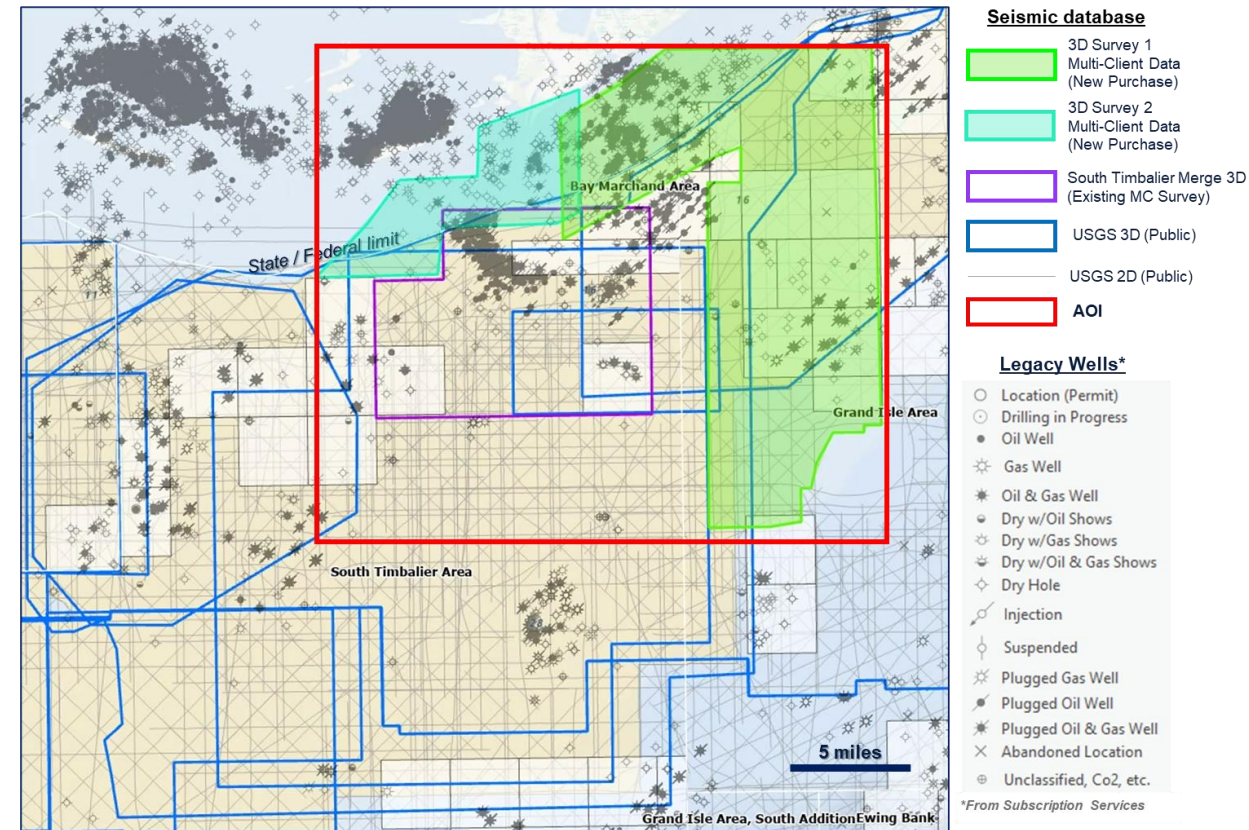 Seismic database
3D Survey 1
Multi-Client Data
(New Purchase)
3D Survey 2
Multi-Client Data
(New Purchase)
South Timbalier Merge 3D
(Existing MC Survey)
USGS 3D (Public)
USGS 2D (Public)
AOI
Legacy Wells*
Location (Permit)
Drilling in Progress
Oil Well
Gas Well
Oil & Gas Well
Dry w/Oil Shows
Dry w/Gas Shows
Dry w/Oil & Gas Shows
Dry Hole
Injection
Suspended
Plugged Gas Well
Plugged Oil Well
Plugged Oil & Gas Well
Abandoned Location
Unclassified, Co2, etc.
*From Subscription Services
Bay Marchand Area
16
State / Federal limit
11
Grand Isle Area
South Timbalier Area
28
5 miles
Grand Isle Area, South Addition
Ewing Bank